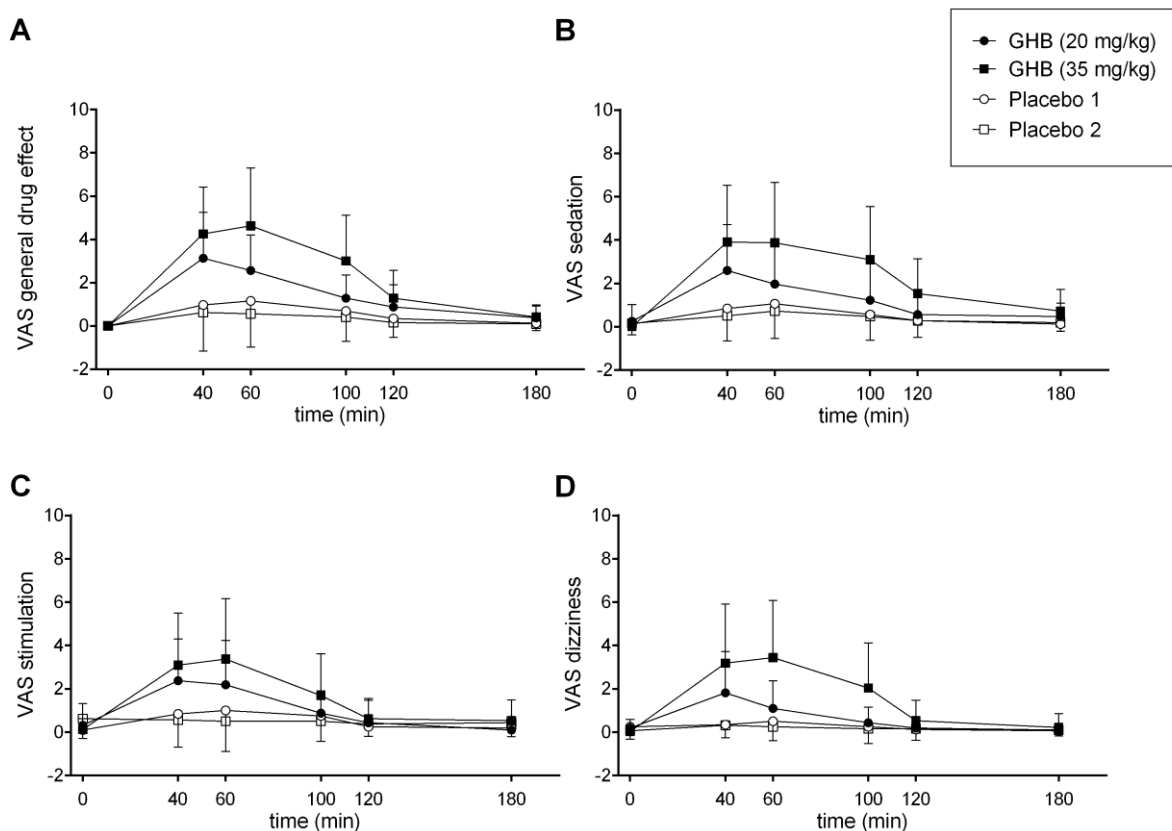 A
B
GHB (20 mg/kg)
GHB (35 mg/kg)
Placebo 1
Placebo 2
VAS general drug effect
10
8
6
4
2
0
-2
0 40 60 100 120 180
time (min)
VAS sedation
10
8
6
4
2
0
-2
0 40 60 100 120 180
time (min)
C
D
VAS stimulation
10
8
6
4
2
0
-2
0 40 60 100 120 180
time (min)
VAS dizziness
10
8
6
4
2
0
-2
0 40 60 100 120 180
time (min)